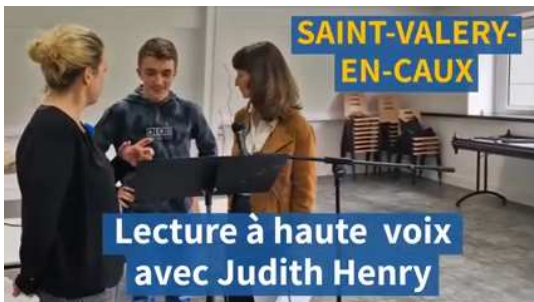 SAINT-VALERY-
EN-CAUX
Lecture à haute voix
avec Judith Henry